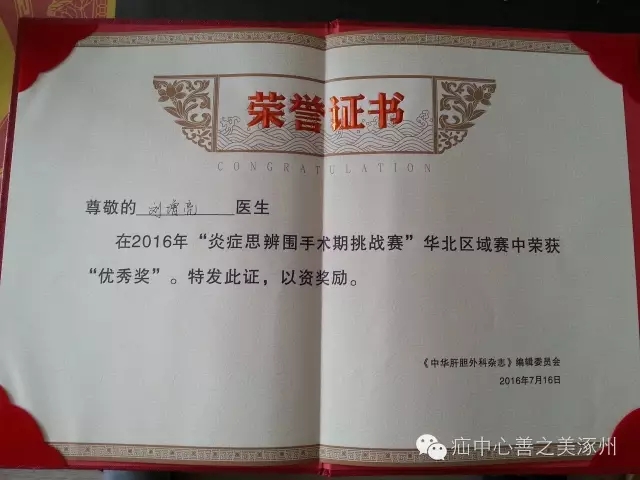 荣誉证书
CONGRATULATION
尊敬的 刘清亮 医生
在2016年“炎症思辨围手术期挑战赛”华北区域赛中荣获
“优秀奖”。特发此证，以资奖励。
《中华肝胆外科杂志》编辑委员会
2016年7月16日
疝中心善之美涿州